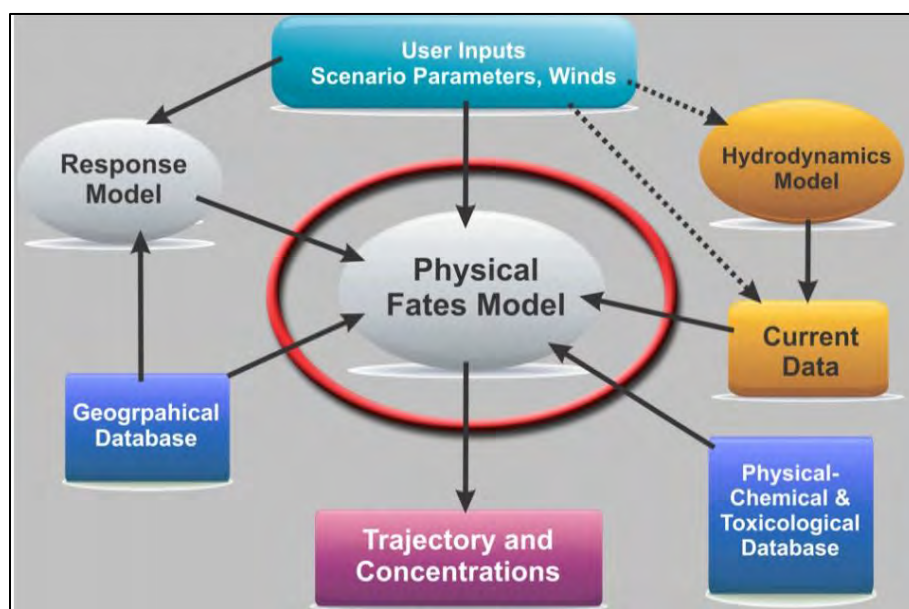 User Inputs
Scenario Parameters, Winds
Response
Model
Hydrodynamics
Model
Physical
Fates Model
Current
Data
Geogrpahical
Database
Physical-
Chemical &
Toxicological
Database
Trajectory and
Concentrations